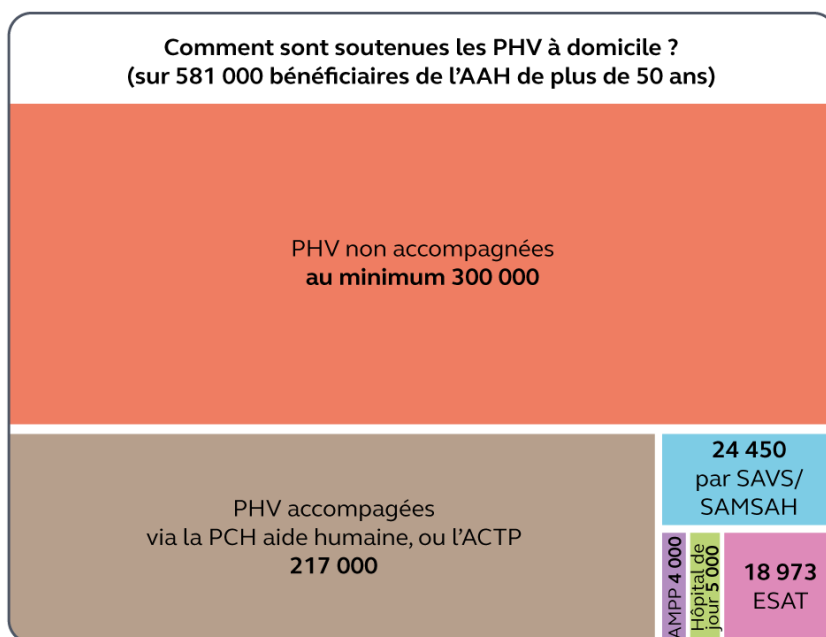 Comment sont soutenues les PHV à domicile ?
(sur 581 000 bénéficiaires de l'AAH de plus de 50 ans)
PHV non accompagnées
au minimum 300 000
PHV accompagées
via la PCH aide humaine, ou l'ACTP
217 000
24 450
par SAVS/
SAMSAH
AMPP 4 000
Hôpital de
jour 5 000
18 973
ESAT